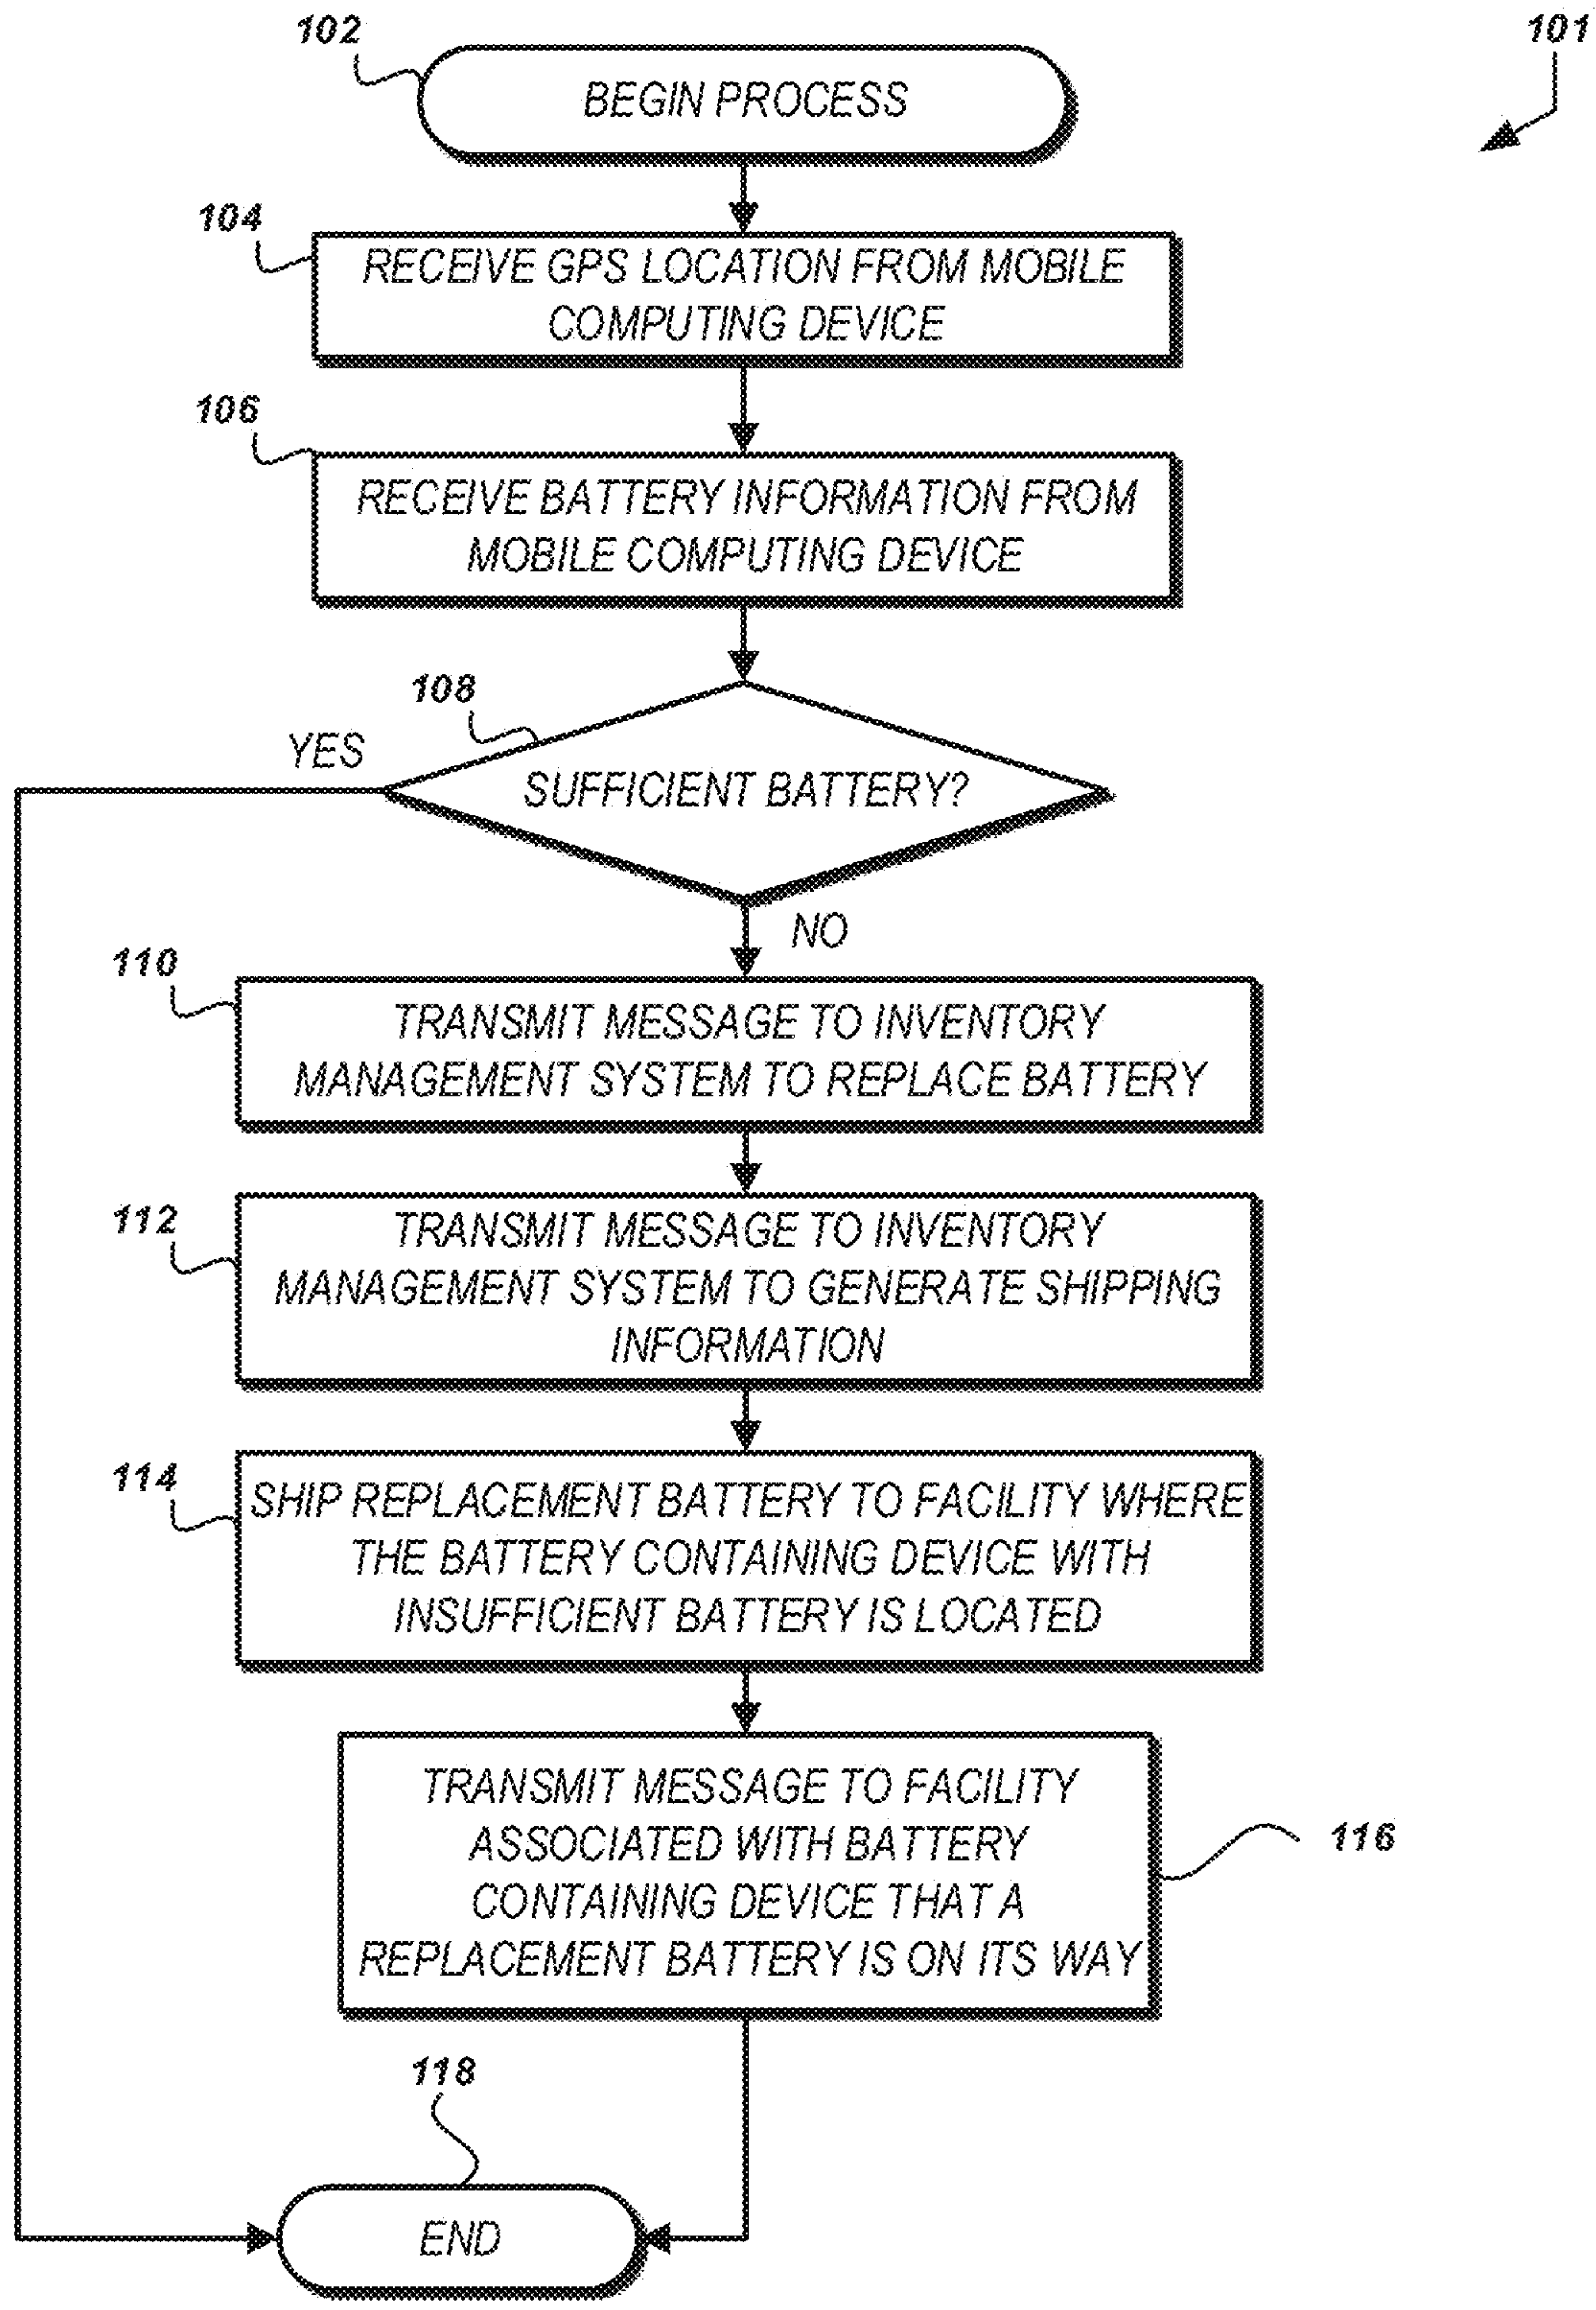 102
101
BEGIN PROCESS
104
RECEIVE GPS LOCATION FROM MOBILE
COMPUTING DEVICE
106
RECEIVE BATTERY INFORMATION FROM
MOBILE COMPUTING DEVICE
108
YES
SUFFICIENT BATTERY?
NO
110
TRANSMIT MESSAGE TO INVENTORY
MANAGEMENT SYSTEM TO REPLACE BATTERY
112
TRANSMIT MESSAGE TO INVENTORY
MANAGEMENT SYSTEM TO GENERATE SHIPPING
INFORMATION
114
SHIP REPLACEMENT BATTERY TO FACILITY WHERE
THE BATTERY CONTAINING DEVICE WITH
INSUFFICIENT BATTERY IS LOCATED
TRANSMIT MESSAGE TO FACILITY
ASSOCIATED WITH BATTERY
CONTAINING DEVICE THAT A
REPLACEMENT BATTERY IS ON ITS WAY
116
118
END